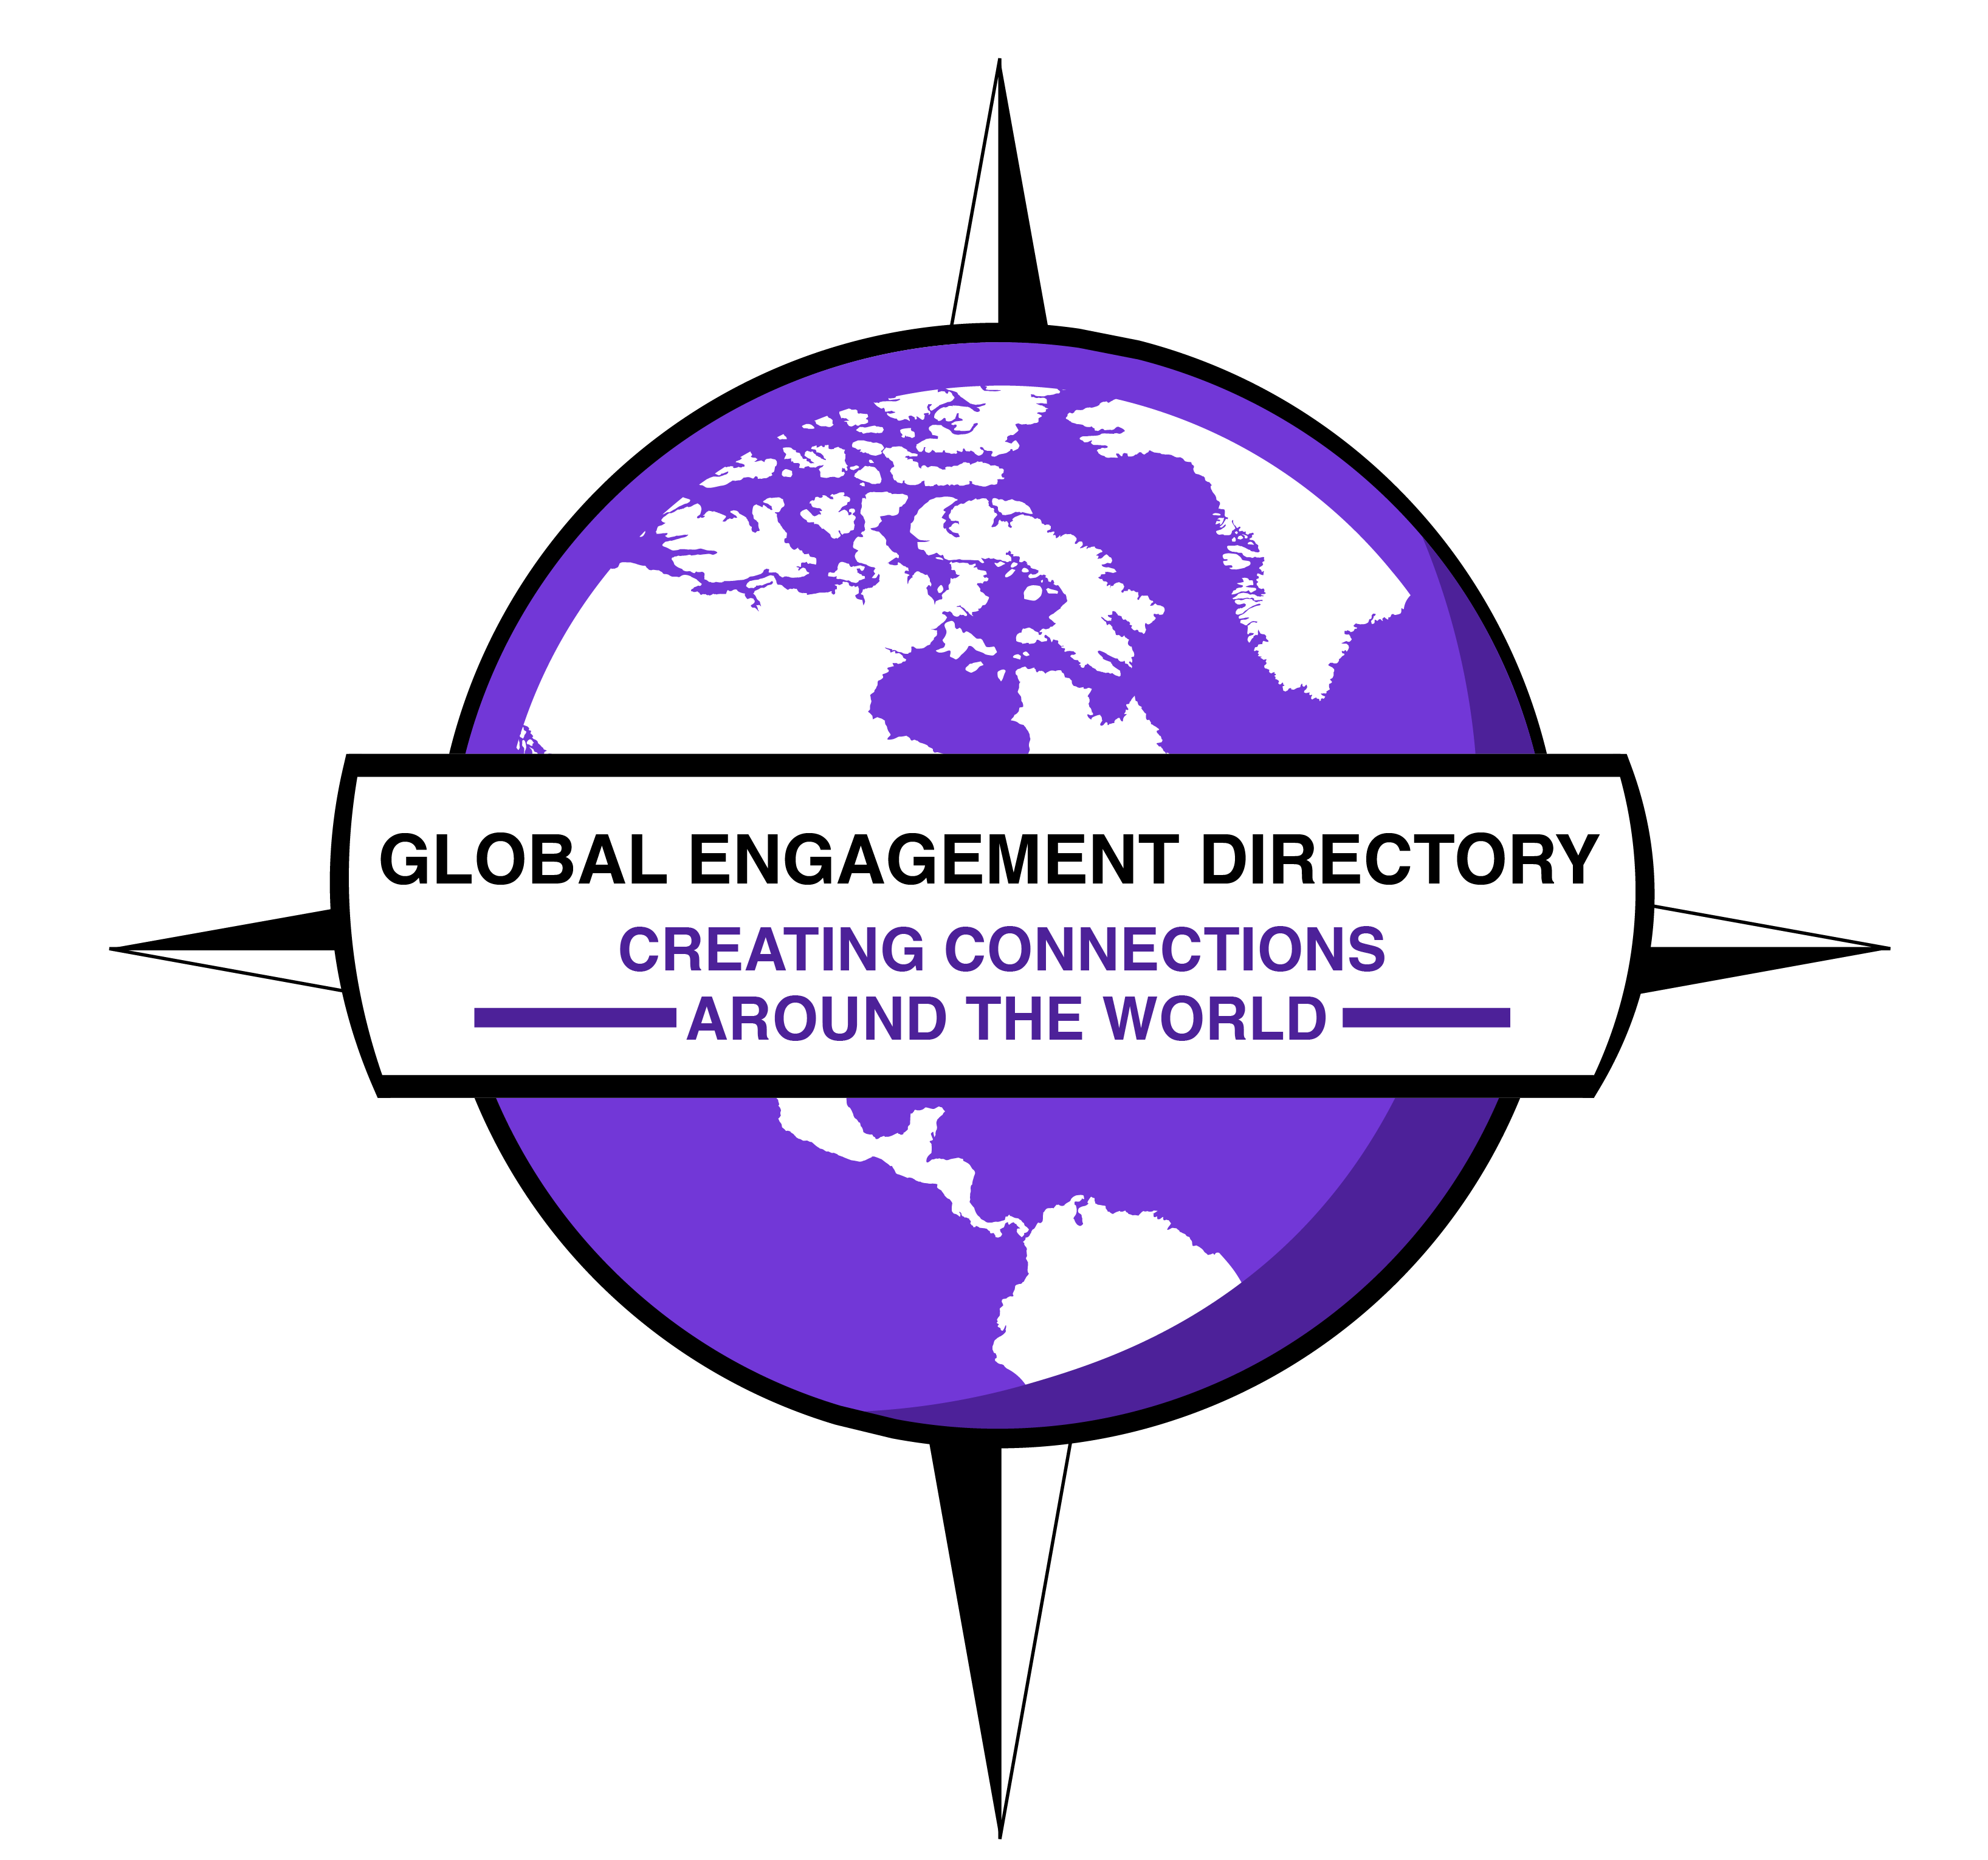 GLOBAL ENGAGEMENT DIRECTORY
CREATING CONNECTIONS
AROUND THE WORLD